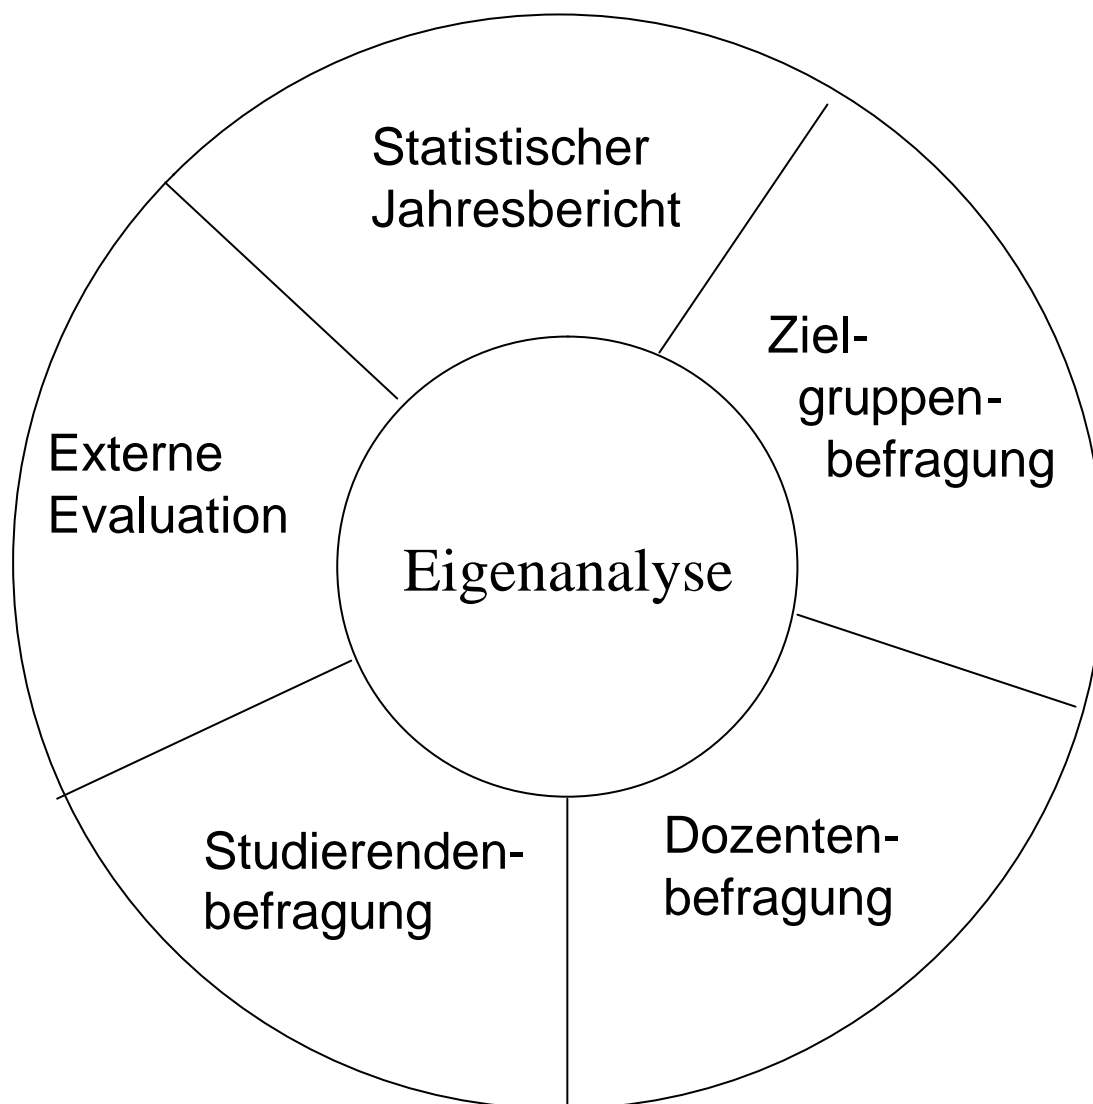 Statistischer
Jahresbericht
Ziel-
gruppen-
befragung
Externe
Evaluation
Eigenanalyse
Dozenten-
befragung
Studierenden-
befragung